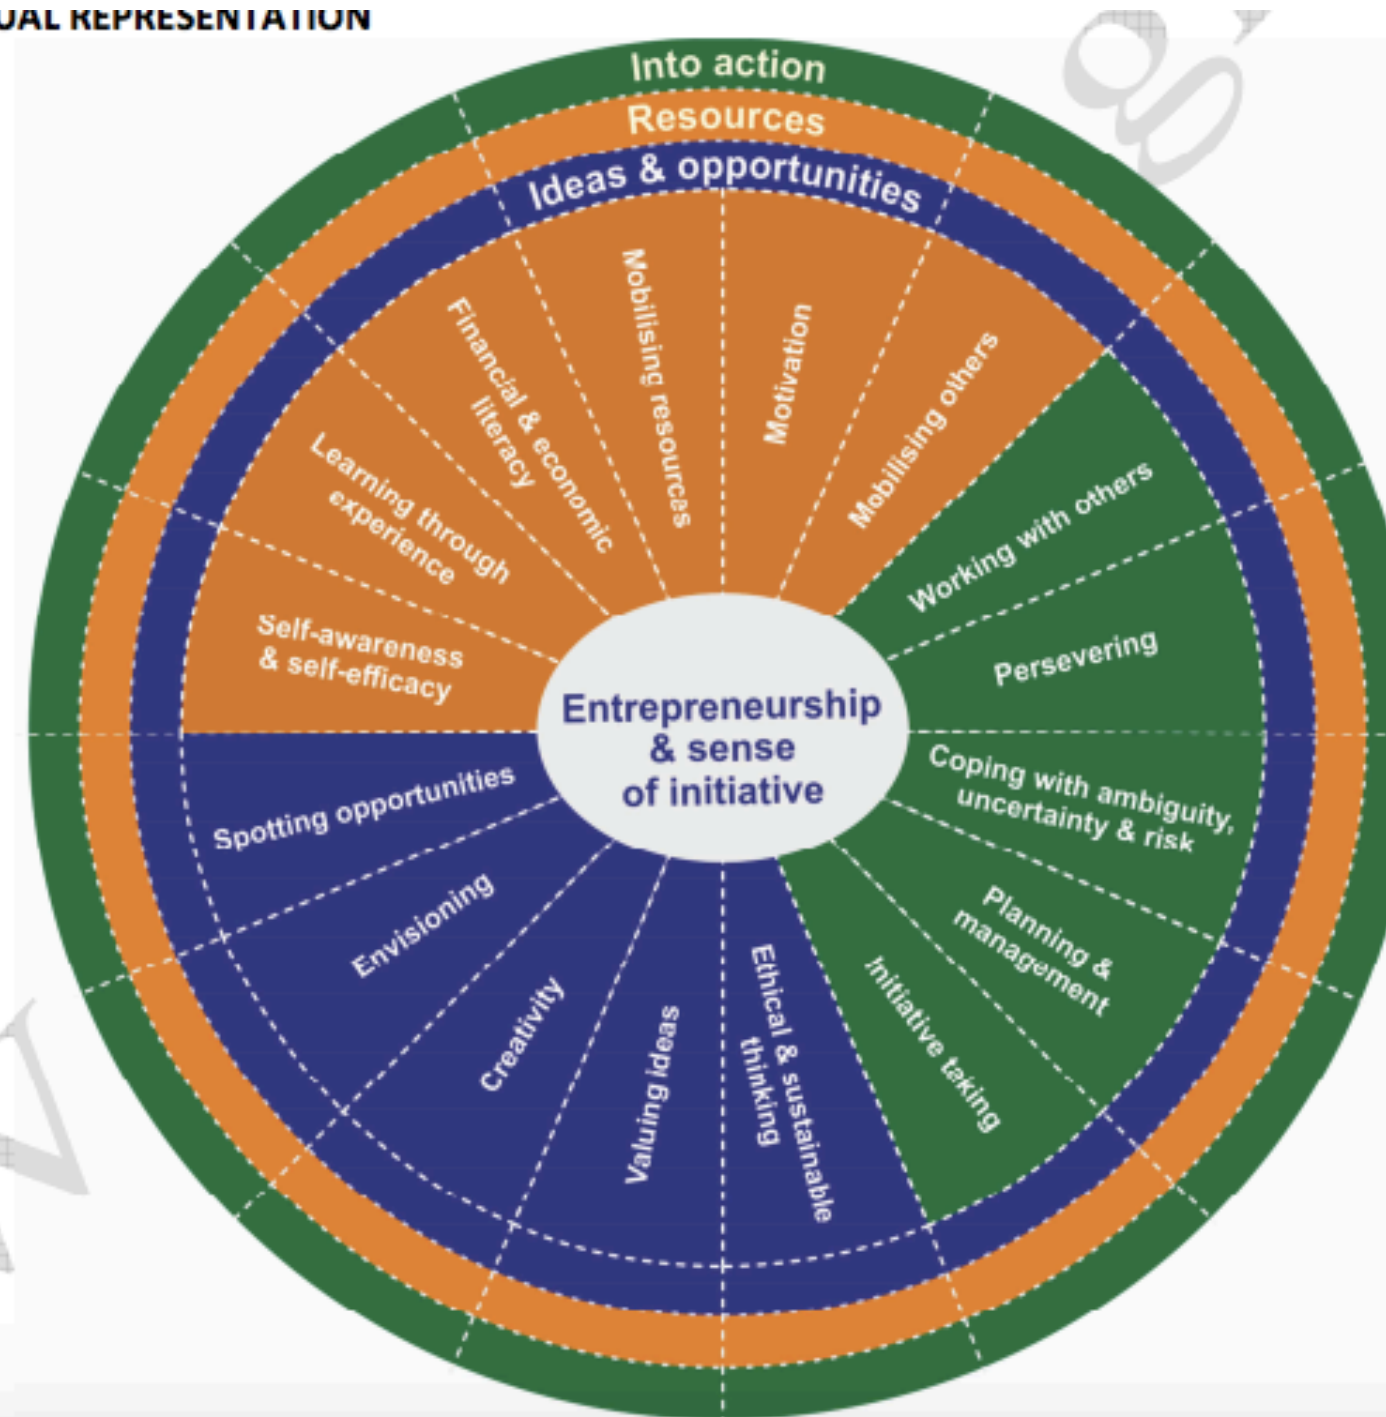 UAL REPRESENTATION
Into action
Resources
Ideas & opportunities
Mobilising resources
Motivation
Mobilising others
Financial & economic
literacy
Learning through
experience
Self-awareness
& self-efficacy
Working with others
Persevering
Coping with ambiguity,
uncertainty & risk
Planning &
management
Initiative taking
Ethical & sustainable
thinking
Valuing ideas
Creativity
Envisioning
Spotting opportunities
Entrepreneurship
& sense
of initiative